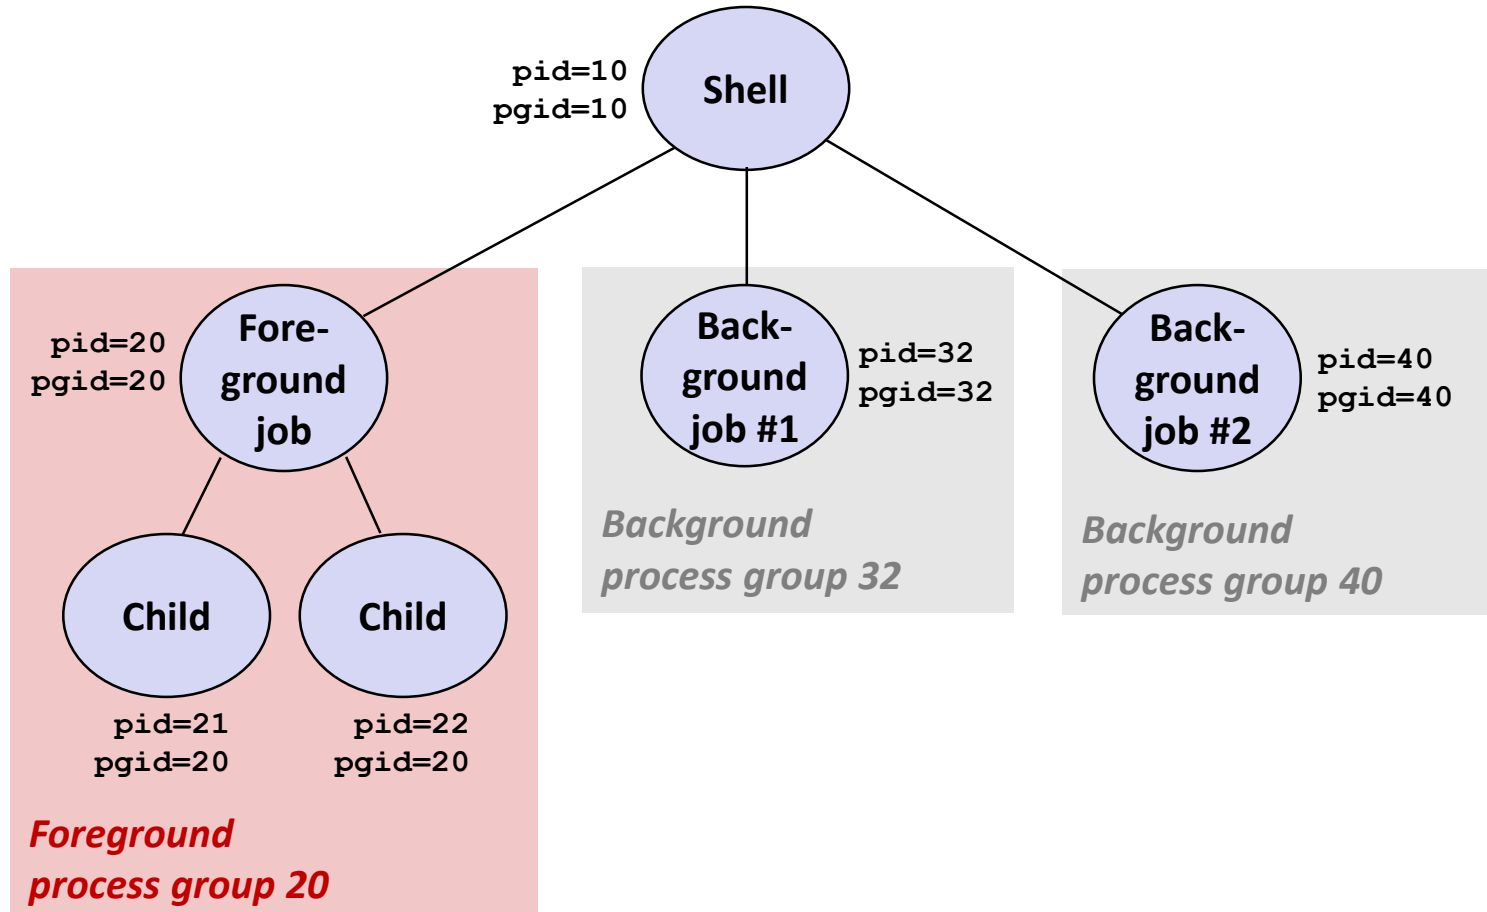 pid=10
pgid=10
Shell
pid=20
pgid=20
Fore-
ground
job
Back-
ground
job #1
pid=32
pgid=32
Back-
ground
job #2
pid=40
pgid=40
Background
process group 32
Background
process group 40
Child
Child
pid=21
pgid=20
pid=22
pgid=20
Foreground
process group 20